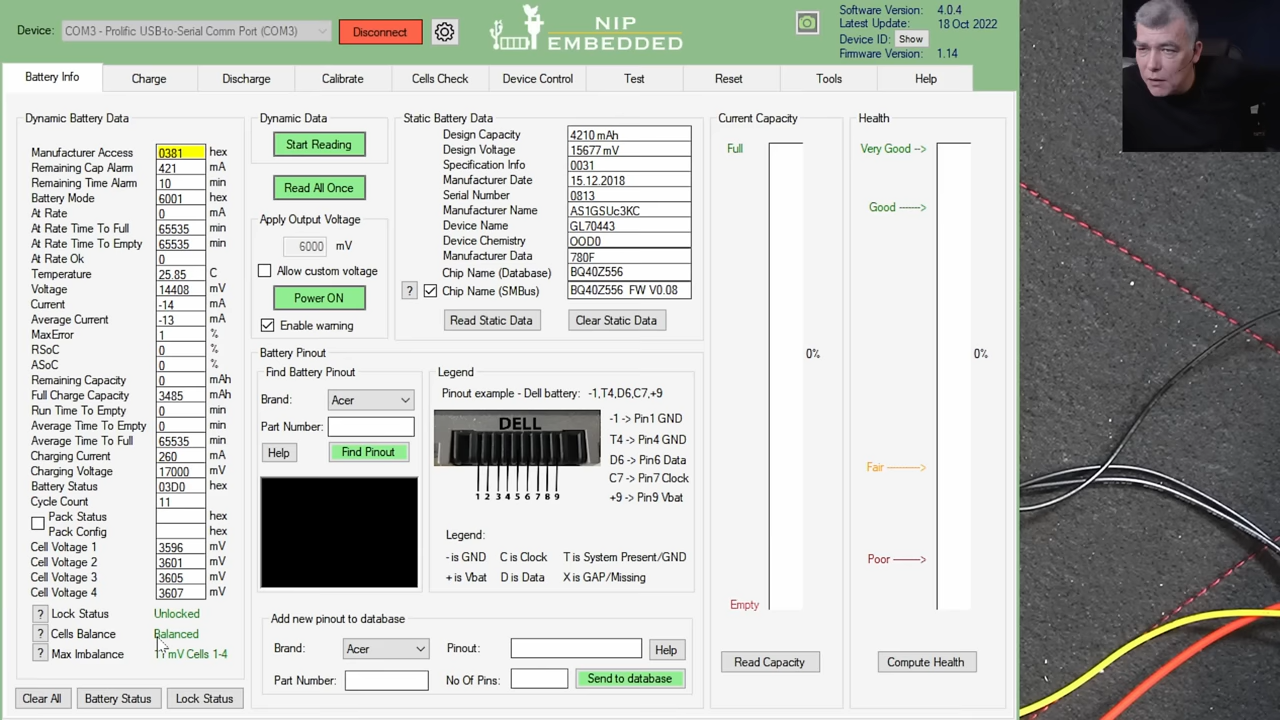 Device: COM3 - Prolific USB-to-Serial Comm Port (COM3) Disconnect
NIP
EMBEDDED
Software Version: 4.0.4
Latest Update: 18 Oct 2022
Device ID: Show
Firmware Version: 1.14
Battery Info Charge Discharge Calibrate Cells Check Device Control Test Reset Tools Help
Dynamic Battery Data
Manufacturer Access 0381 hex
Remaining Cap Alarm 421 mA
Remaining Time Alarm 10 min
Battery Mode 6001 hex
At Rate 0 mA
At Rate Time To Full 65535 min
At Rate Time To Empty 65535 min
At Rate Ok 0
Temperature 25.85 C
Voltage 14408 mV
Current -14 mA
Average Current -13 mA
MaxError 1 %
RSoC 0 %
ASoC 0 %
Remaining Capacity 0 mAh
Full Charge Capacity 3485 mAh
Run Time To Empty 0 min
Average Time To Empty 0 min
Average Time To Full 65535 min
Charging Current 260 mA
Charging Voltage 17000 mV
Battery Status 03D0 hex
Cycle Count 11
Pack Status hex
Pack Config hex
Cell Voltage 1 3596 mV
Cell Voltage 2 3601 mV
Cell Voltage 3 3605 mV
Cell Voltage 4 3607 mV
? Lock Status Unlocked
? Cells Balance Balanced
? Max Imbalance 11 mV Cells 1-4
Clear All Battery Status Lock Status
Dynamic Data
Start Reading
Read All Once
Apply Output Voltage
6000 mV
Allow custom voltage
Power ON
Enable warning
Static Battery Data
Design Capacity 4210 mAh
Design Voltage 15677 mV
Specification Info 0031
Manufacturer Date 15.12.2018
Serial Number 0813
Manufacturer Name AS1GSUc3KC
Device Name GL70443
Device Chemistry OOD0
Manufacturer Data 780F
Chip Name (Database) BQ40Z556
? Chip Name (SMBus) BQ40Z556 FW V0.08
Read Static Data Clear Static Data
Battery Pinout
Find Battery Pinout
Brand: Acer
Part Number:
Help Find Pinout
Legend
Pinout example - Dell battery: -1,T4,D6,C7,+9
DELL
1 2 3 4 5 6 7 8 9
-1 -> Pin1 GND
T4 -> Pin4 GND
D6 -> Pin6 Data
C7 -> Pin7 Clock
+9 -> Pin9 Vbat
Legend:
- is GND C is Clock T is System Present/GND
+ is Vbat D is Data X is GAP/Missing
Add new pinout to database
Brand: Acer Pinout: Help
Part Number: No Of Pins: Send to database
Current Capacity
Full
0%
Empty
Read Capacity
Health
Very Good -->
Good ----->
0%
Fair ----->
Poor ----->
Compute Health